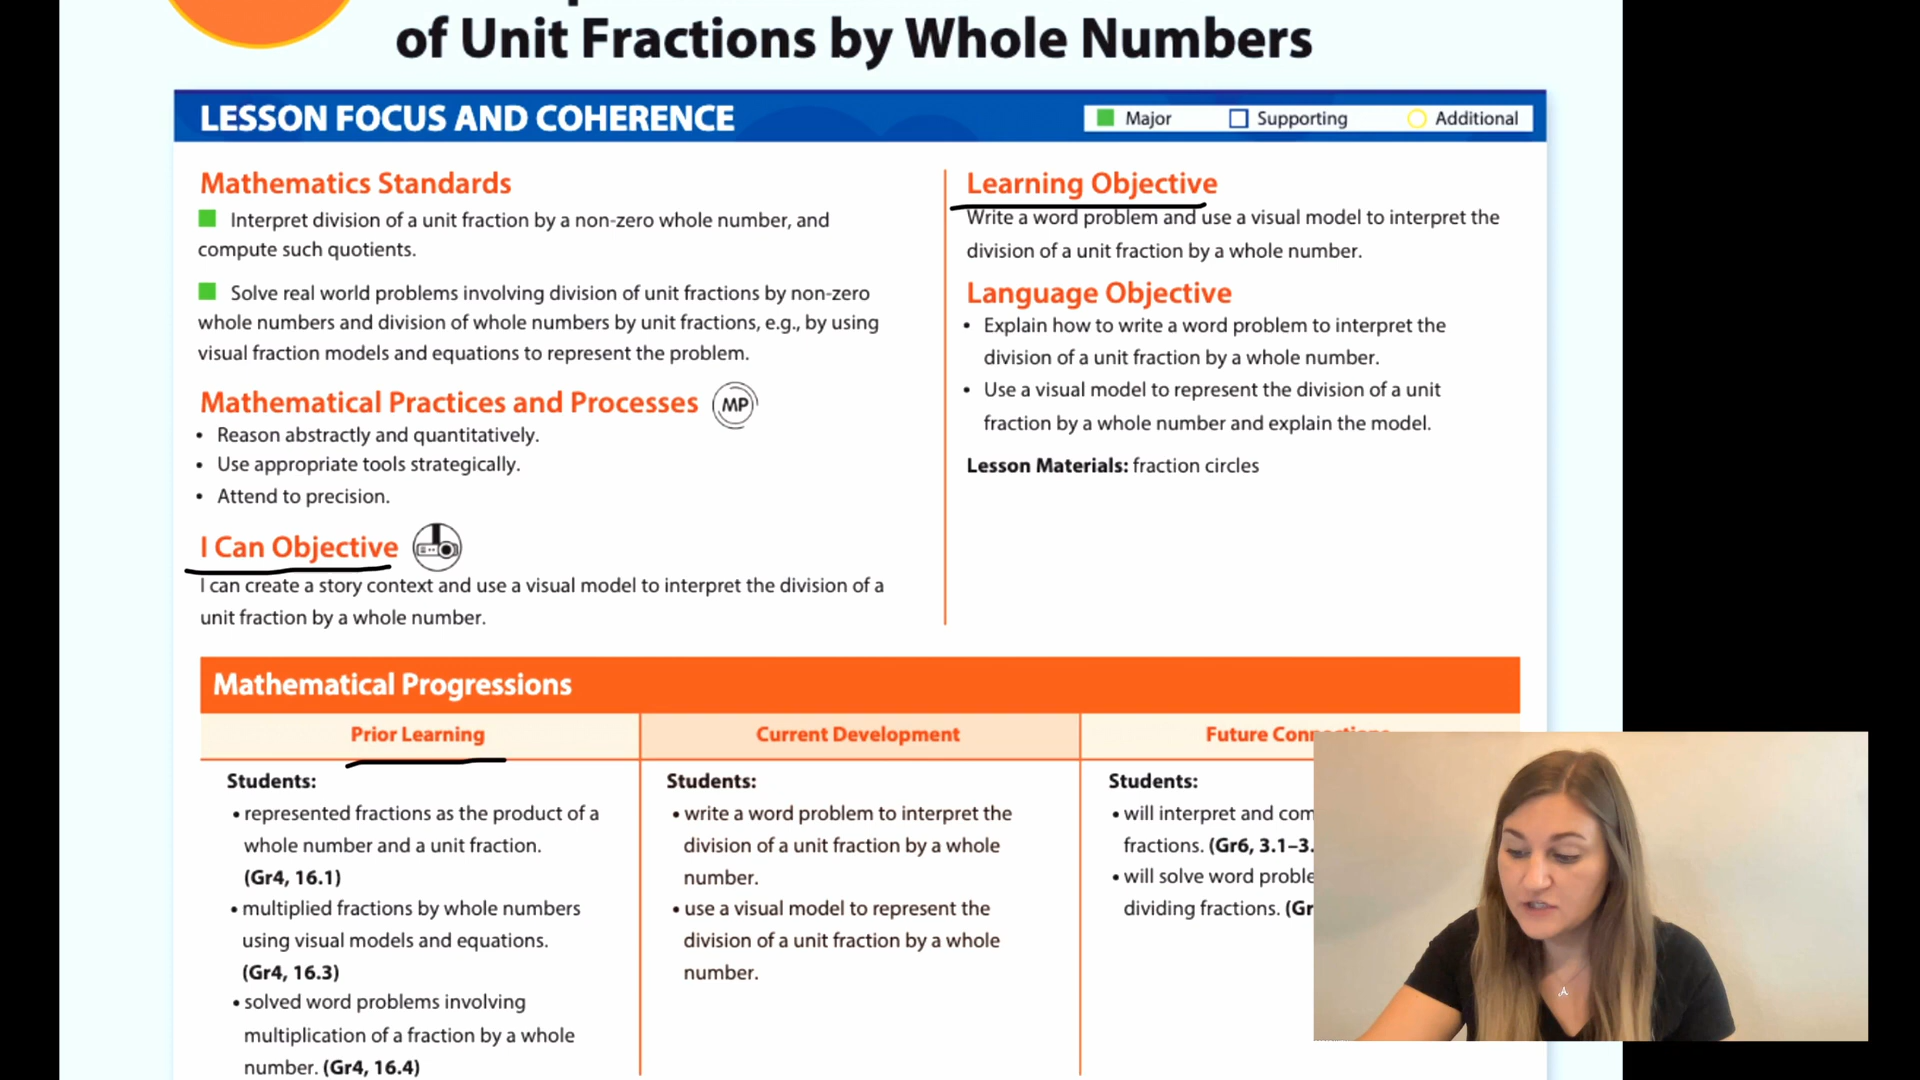 of Unit Fractions by Whole Numbers
LESSON FOCUS AND COHERENCE
Major
Supporting
Additional
Mathematics Standards
Interpret division of a unit fraction by a non-zero whole number, and
compute such quotients.
Solve real world problems involving division of unit fractions by non-zero
whole numbers and division of whole numbers by unit fractions, e.g., by using
visual fraction models and equations to represent the problem.
Mathematical Practices and Processes MP
• Reason abstractly and quantitatively.
• Use appropriate tools strategically.
• Attend to precision.
I Can Objective
I can create a story context and use a visual model to interpret the division of a
unit fraction by a whole number.
Learning Objective
Write a word problem and use a visual model to interpret the
division of a unit fraction by a whole number.
Language Objective
• Explain how to write a word problem to interpret the
division of a unit fraction by a whole number.
• Use a visual model to represent the division of a unit
fraction by a whole number and explain the model.
Lesson Materials: fraction circles
Mathematical Progressions
Prior Learning
Students:
• represented fractions as the product of a
whole number and a unit fraction.
(Gr4, 16.1)
• multiplied fractions by whole numbers
using visual models and equations.
(Gr4, 16.3)
• solved word problems involving
multiplication of a fraction by a whole
number. (Gr4, 16.4)
Current Development
Students:
• write a word problem to interpret the
division of a unit fraction by a whole
number.
• use a visual model to represent the
division of a unit fraction by a whole
number.
Future
Students:
• will interpret and
fractions. (Gr6, 3.1–3.
• will solve word
dividing fractions.